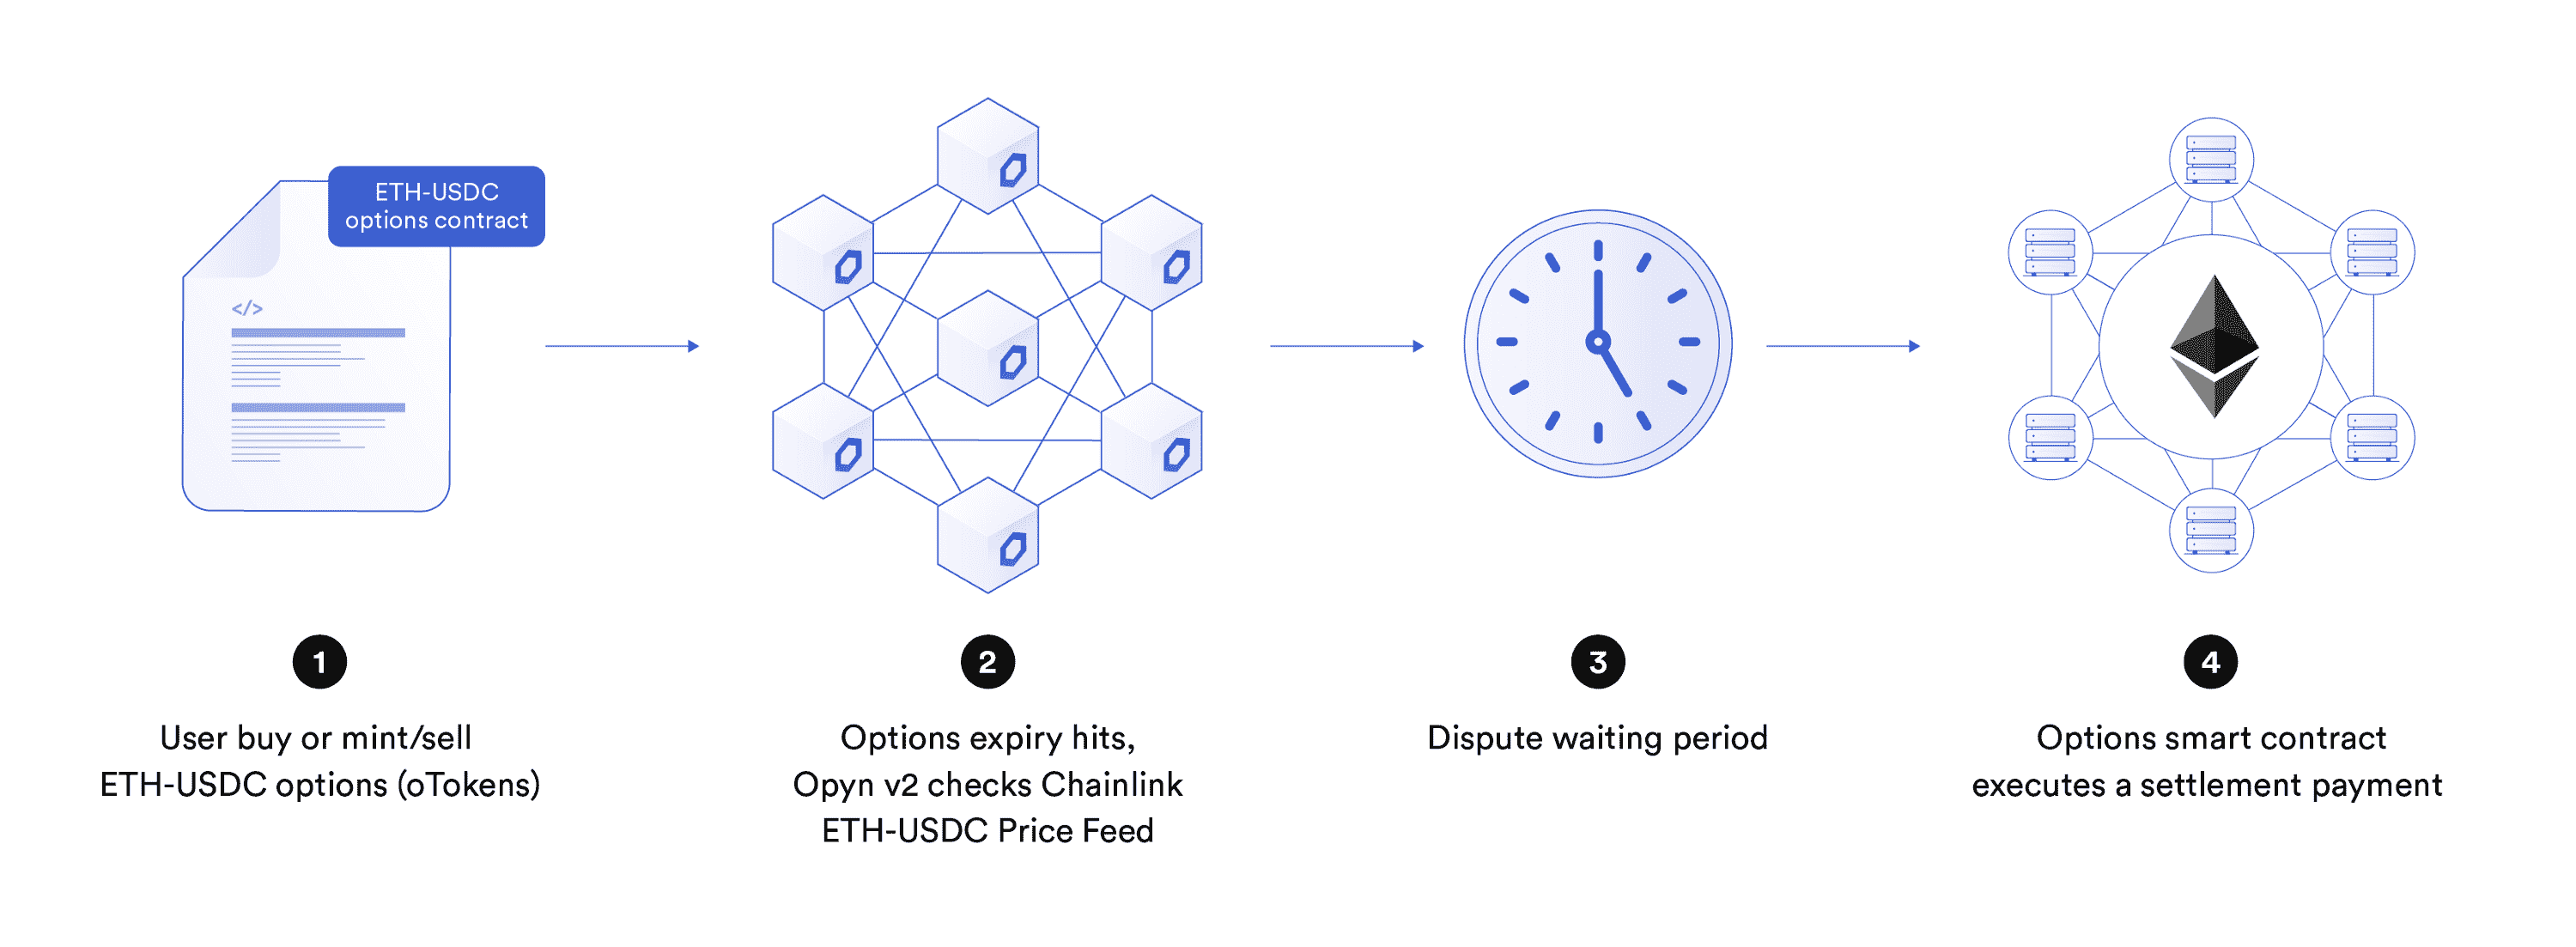 ETH-USDC
options contract
</>
1
User buy or mint/sell
ETH-USDC options (oTokens)
2
Options expiry hits,
Opyn v2 checks Chainlink
ETH-USDC Price Feed
3
Dispute waiting period
4
Options smart contract
executes a settlement payment